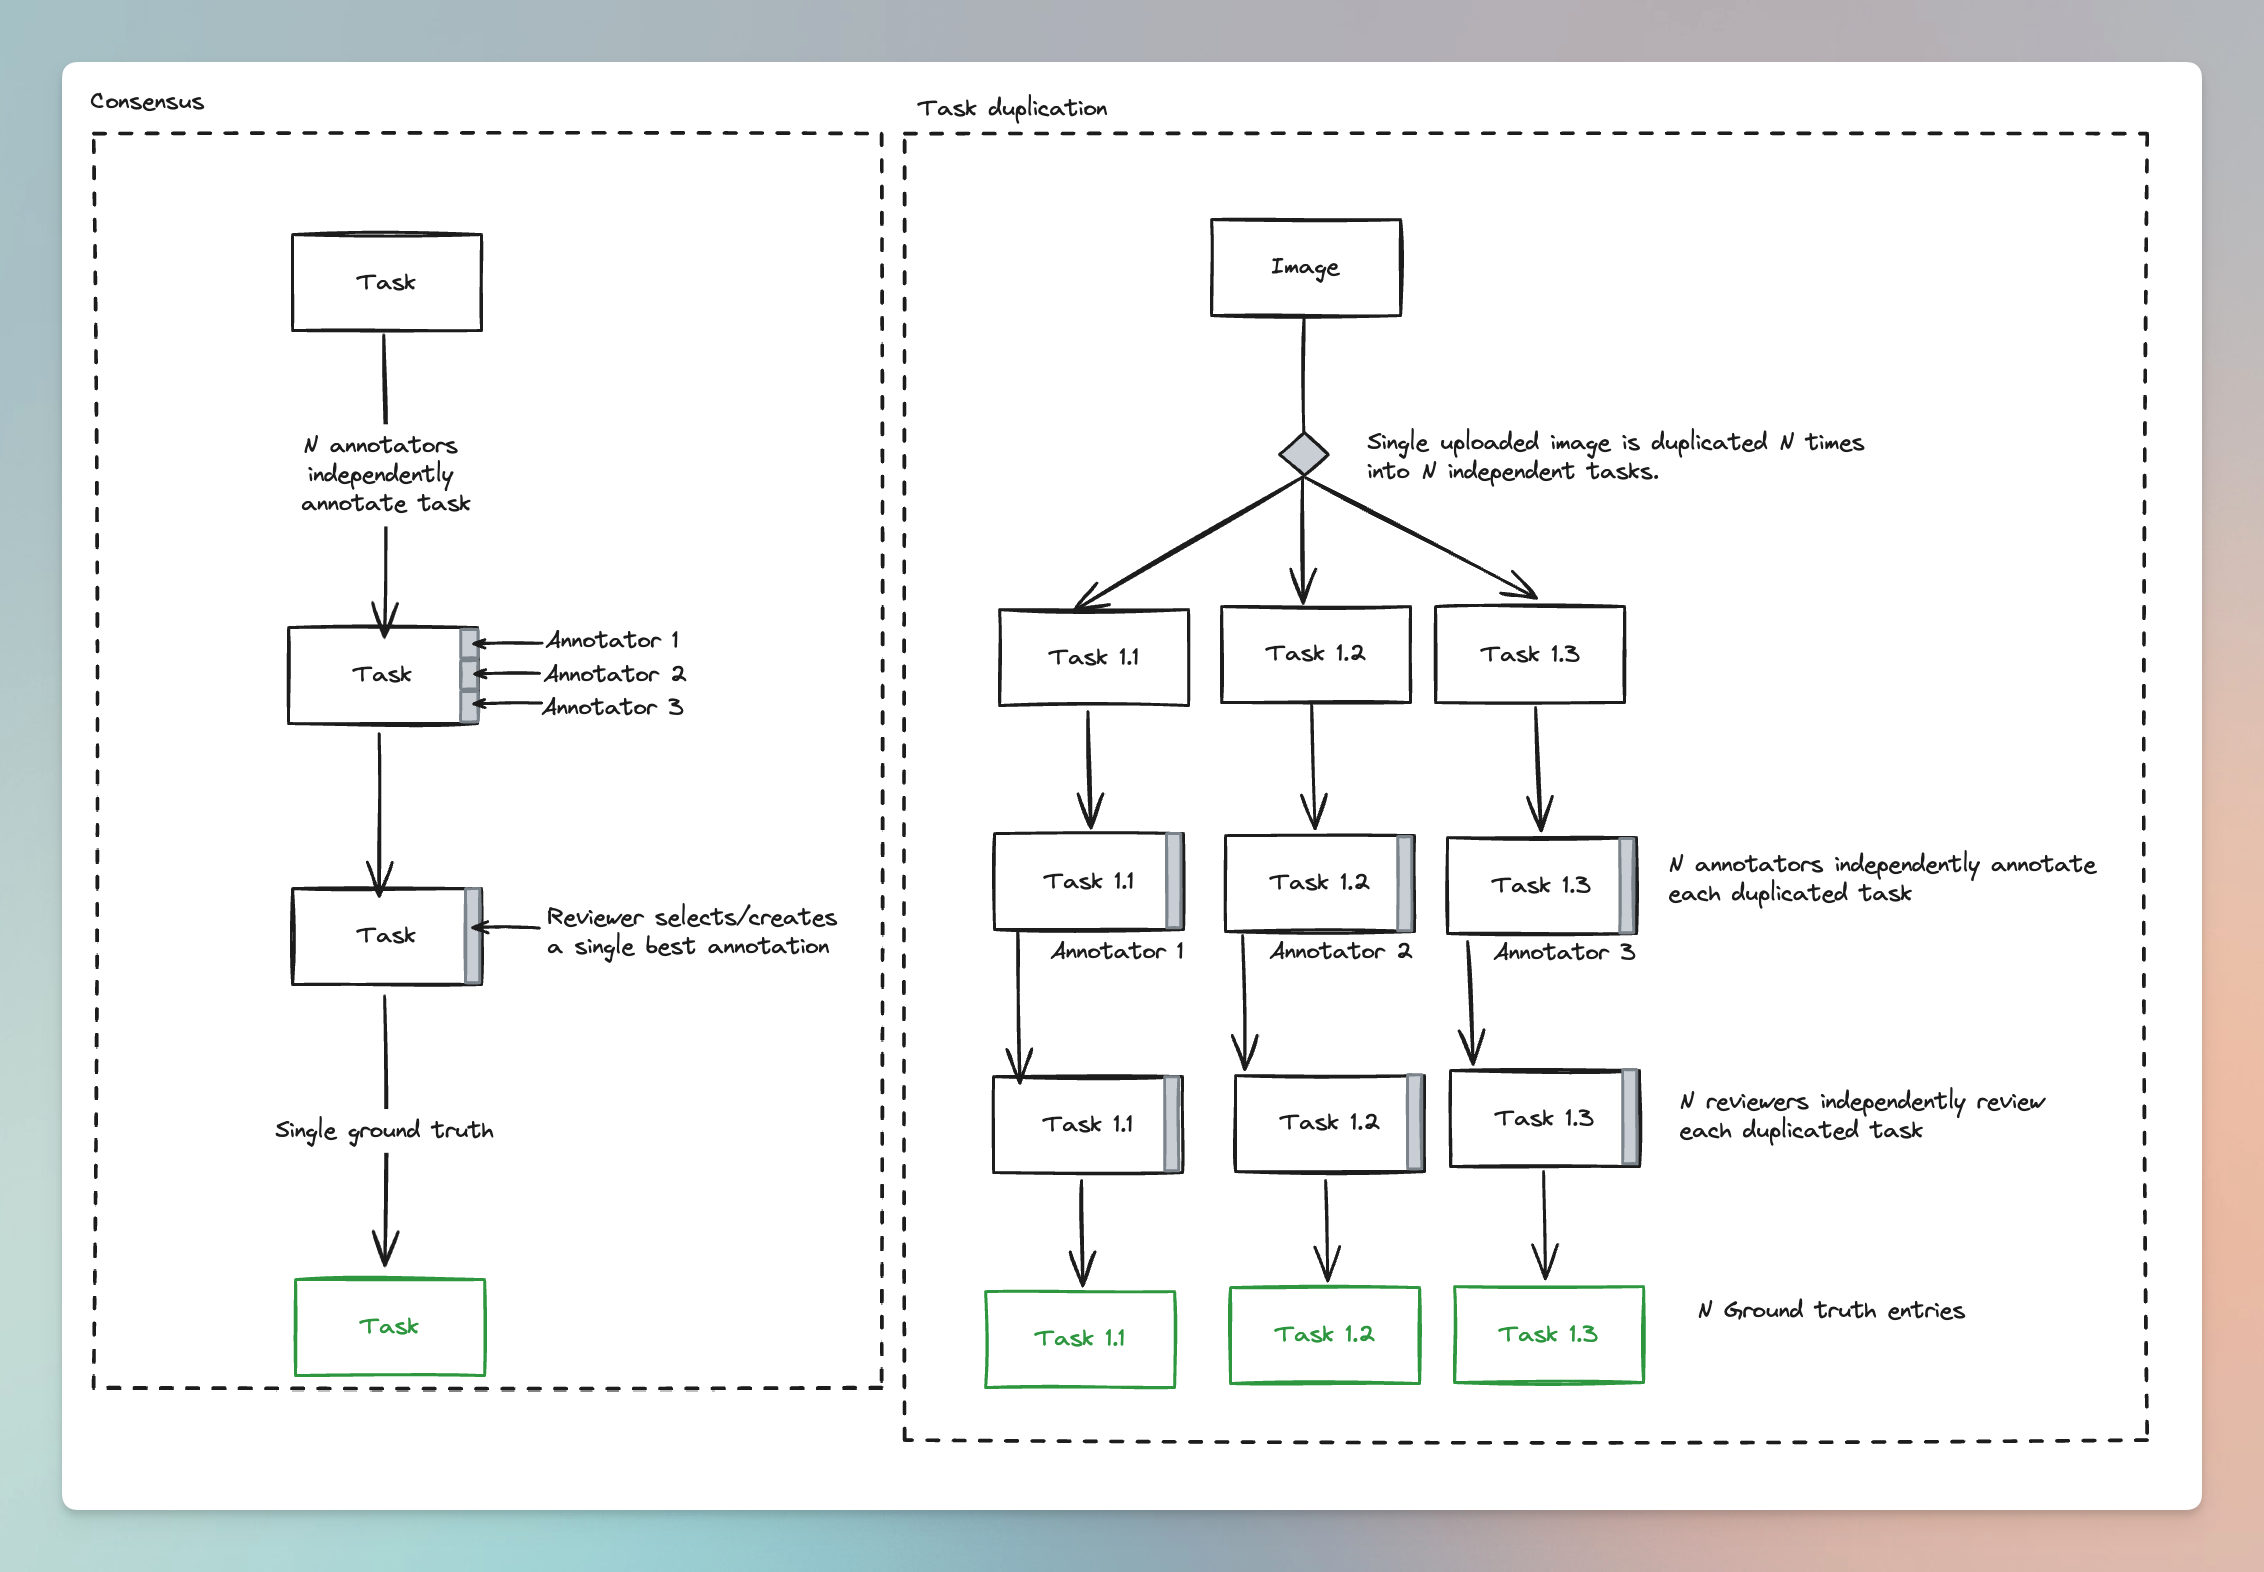 Consensus
Task
N annotators
independently
annotate task
Task
Annotator 1
Annotator 2
Annotator 3
Task
Reviewer selects/creates
a single best annotation
Single ground truth
Task
Task duplication
Image
Single uploaded image is duplicated N times
into N independent tasks.
Task 1.1
Task 1.2
Task 1.3
Task 1.1
Task 1.2
Task 1.3
N annotators independently annotate
each duplicated task
Annotator 1
Annotator 2
Annotator 3
Task 1.1
Task 1.2
Task 1.3
N reviewers independently review
each duplicated task
Task 1.1
Task 1.2
Task 1.3
N Ground truth entries